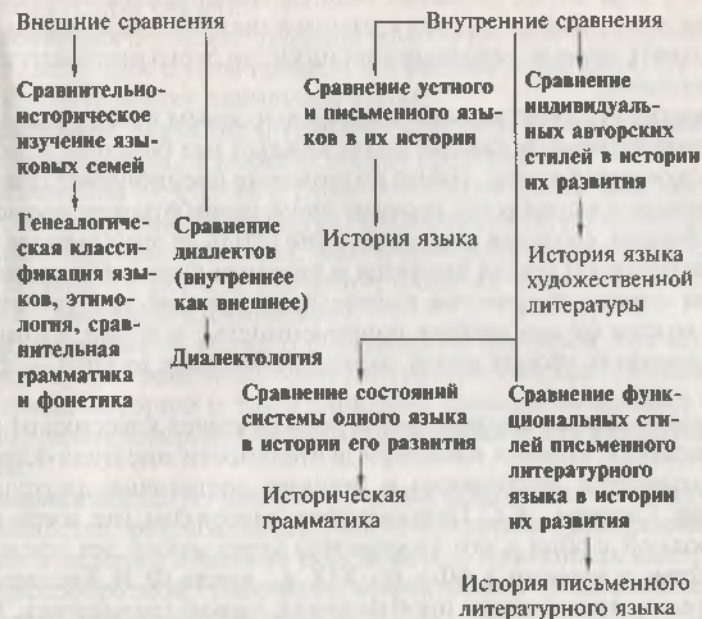 Внешние сравнения
Сравнительно-
историческое
изучение язы-
ковых семей
Генеалогиче-
ская класси-
фикация язы-
ков, этимо-
логия, срав-
нительная
грамматика
и фонетика
Сравнение
диалектов
(внутреннее
как внешнее)
Диалектология
Внутренние сравнения
Сравнение устного
и письменного язы-
ков в их истории
История языка
Сравнение
индивидуаль-
ных авторских
стилей в истории
их развития
История языка
художественной
литературы
Сравнение состояний
системы одного языка
в истории его развития
Историческая
грамматика
Сравнение функ-
циональных сти-
лей письменного
литературного
языка в истории
их развития
История письменного
литературного языка